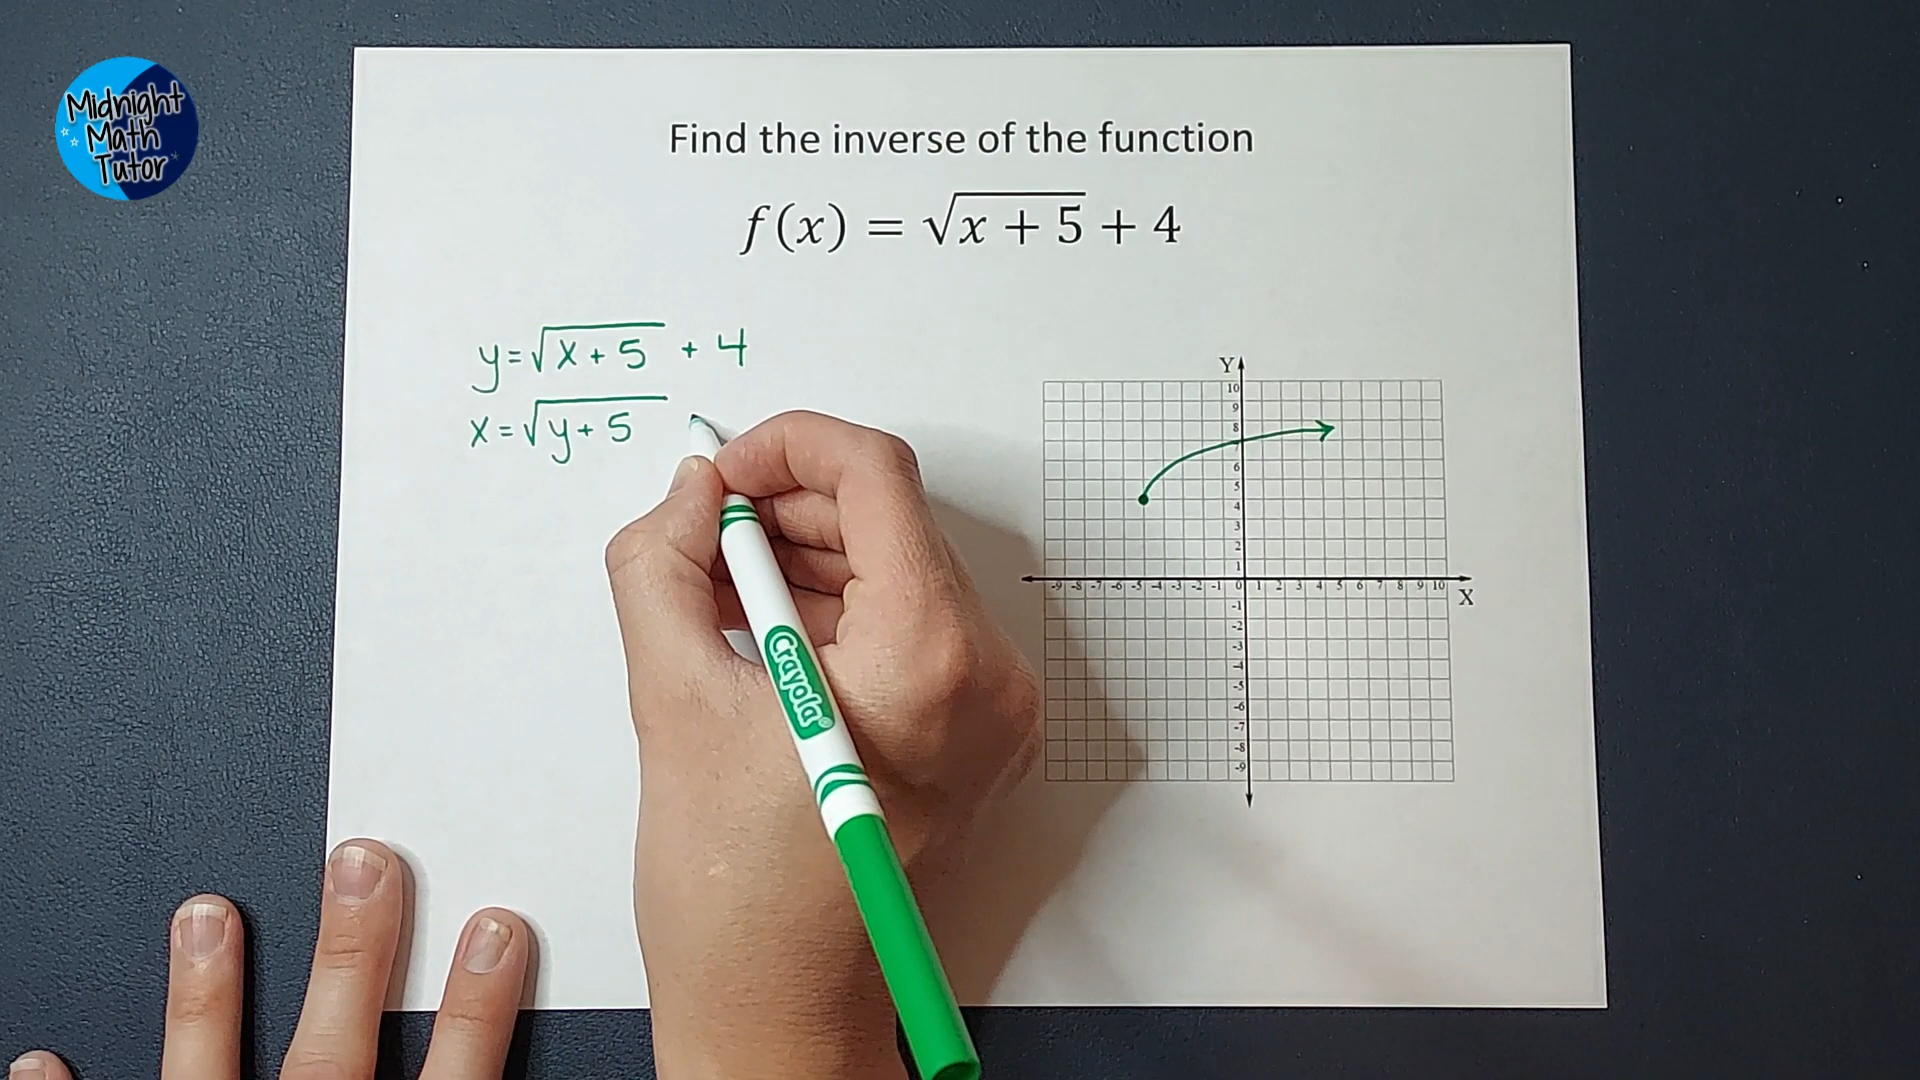 Midnight
Math
Tutor
Find the inverse of the function
f(x) = √(x + 5) + 4
y = √(x + 5) + 4
x = √(y + 5)
Y
10
9
8
7
6
5
4
3
2
1
-9 -8 -7 -6 -5 -4 -3 -2 -1 0 1 2 3 4 5 6 7 8 9 10
X
-1
-2
-3
-4
-5
-6
-7
-8
-9
Crayola®